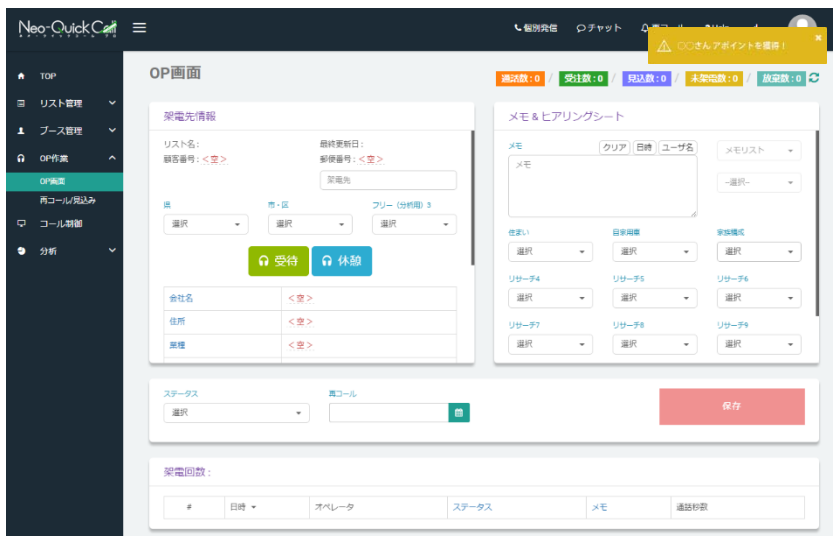 Neo-QuickCall
個別発信 チャット
○○さん アポイントを獲得! ×
TOP
リスト管理
ブース管理
OP作業
OP画面
再コール/見込み
コール制御
分析
OP画面
通話数:0 / 受注数:0 / 見込数:0 / 未架電数:0 / 放棄数:0
架電先情報
リスト名: 最終更新日:
顧客番号:<空> 郵便番号:<空>
架電先
県 市・区 フリー(分析用)3
選択 選択 選択
受待 休憩
会社名 <空>
住所 <空>
業種 <空>
メモ&ヒアリングシート
メモ クリア 日時 ユーザ名 メモリスト
メモ
-選択-
住まい 自家用車 家族構成
選択 選択 選択
リサーチ4 リサーチ5 リサーチ6
選択 選択 選択
リサーチ7 リサーチ8 リサーチ9
選択 選択 選択
ステータス 再コール
選択
保存
架電回数:
# 日時 オペレータ ステータス メモ 通話秒数